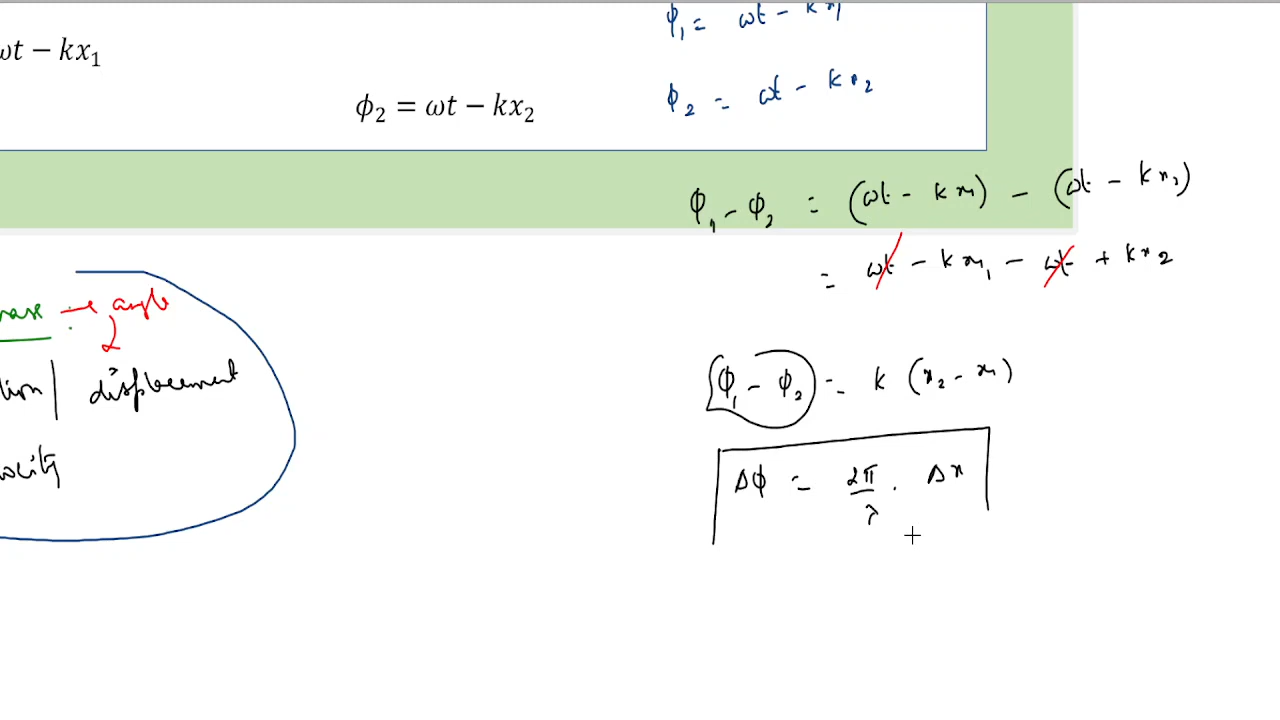 ϕ₁ = ωt − kx₁
ωt − kx₁
ϕ₂ = ωt − kx₂
ϕ₂ = ωt − kx₂
ϕ₁ − ϕ₂ = (ωt − kx₁) − (ωt − kx₂)
= ωt − kx₁ − ωt + kx₂
angle
displacement
ϕ₁ − ϕ₂ = k (x₂ − x₁)
Δϕ = 2π/λ . Δx